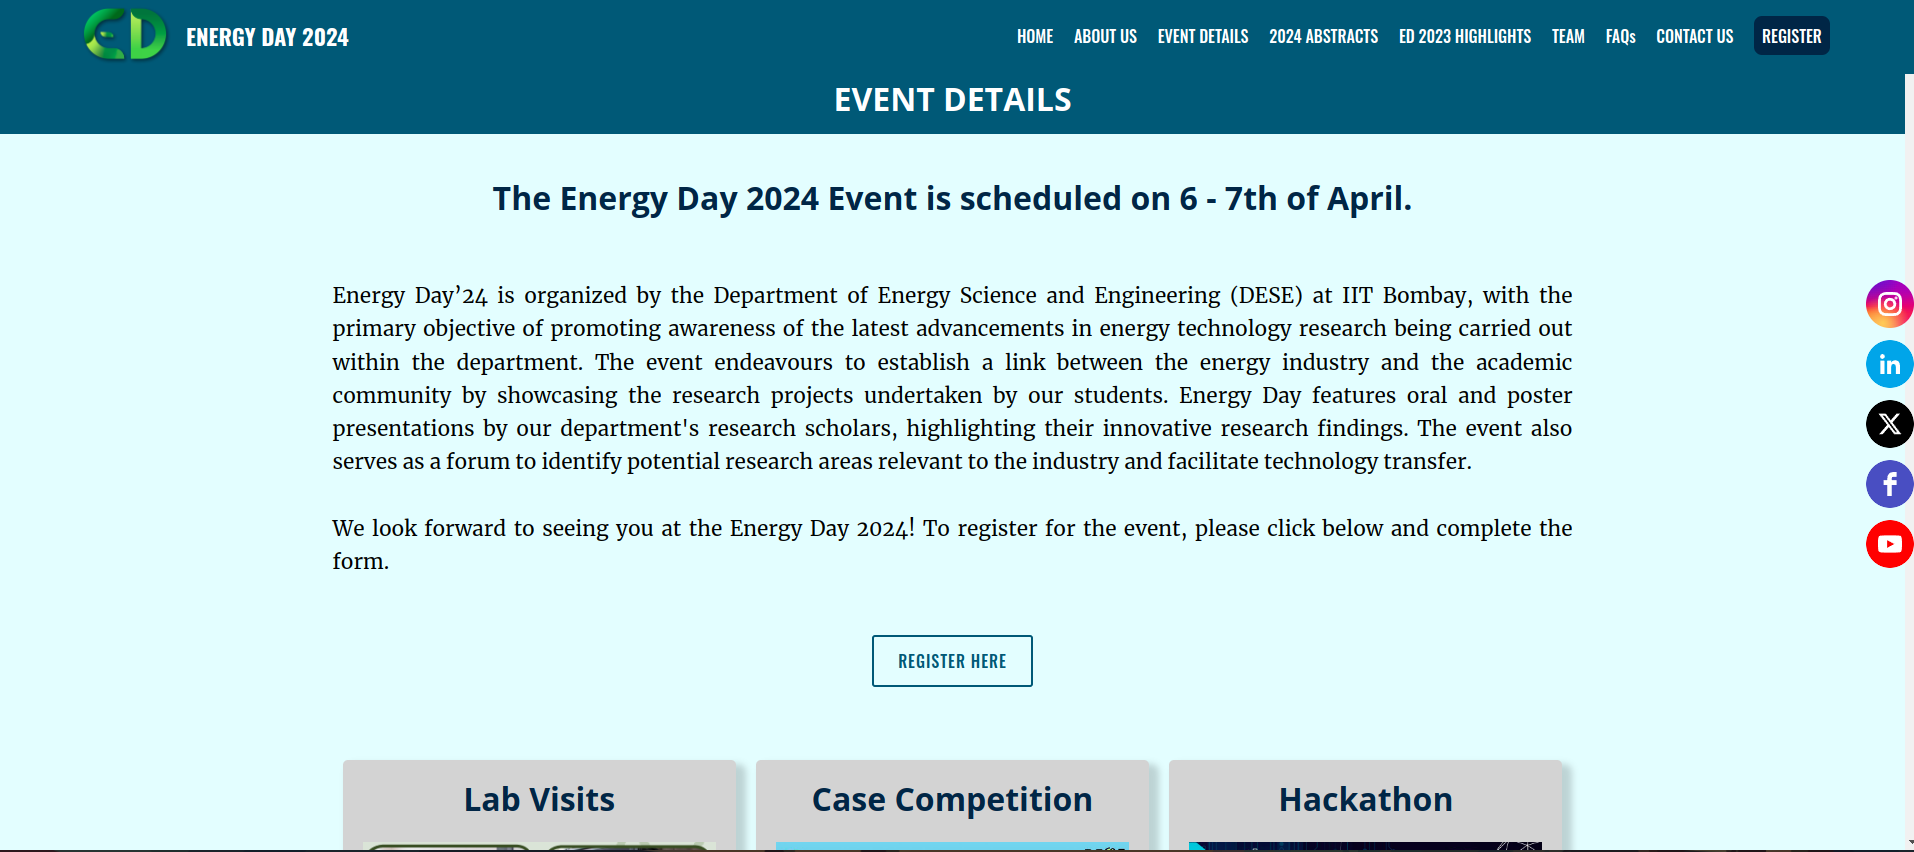 ED
ENERGY DAY 2024
HOME ABOUT US EVENT DETAILS 2024 ABSTRACTS ED 2023 HIGHLIGHTS TEAM FAQs CONTACT US REGISTER
EVENT DETAILS
The Energy Day 2024 Event is scheduled on 6 - 7th of April.
Energy Day’24 is organized by the Department of Energy Science and Engineering (DESE) at IIT Bombay, with the
primary objective of promoting awareness of the latest advancements in energy technology research being carried out
within the department. The event endeavours to establish a link between the energy industry and the academic
community by showcasing the research projects undertaken by our students. Energy Day features oral and poster
presentations by our department's research scholars, highlighting their innovative research findings. The event also
serves as a forum to identify potential research areas relevant to the industry and facilitate technology transfer.
We look forward to seeing you at the Energy Day 2024! To register for the event, please click below and complete the
form.
REGISTER HERE
Lab Visits
Case Competition
Hackathon